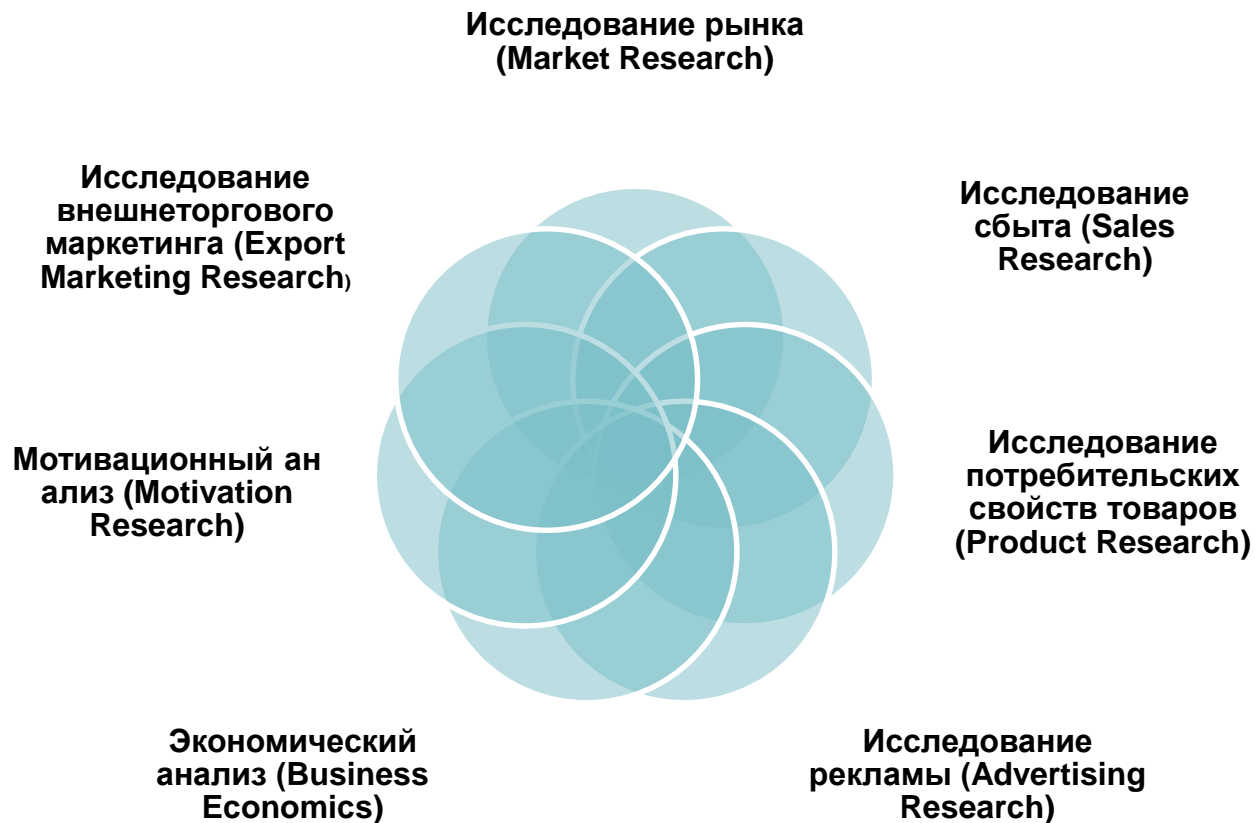 Исследование рынка
(Market Research)
Исследование
сбыта (Sales
Research)
Исследование
потребительских
свойств товаров
(Product Research)
Исследование
рекламы (Advertising
Research)
Экономический
анализ (Business
Economics)
Мотивационный ан
ализ (Motivation
Research)
Исследование
внешнеторгового
маркетинга (Export
Marketing Research)